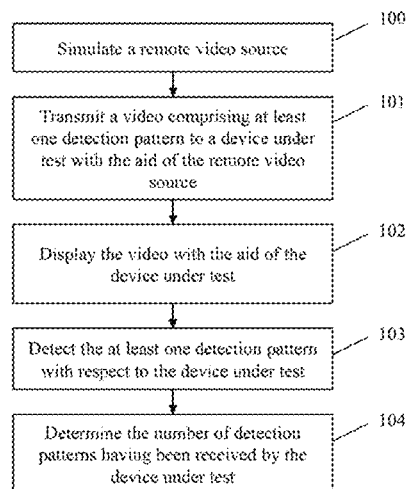 100
Simulate a remote video source
101
Transmit a video comprising at least
one detection pattern to a device under
test with the aid of the remote video
source
102
Display the video with the aid of the
device under test
103
Detect the at least one detection pattern
with respect to the device under test
104
Determine the number of detection
patterns having been received by the
device under test